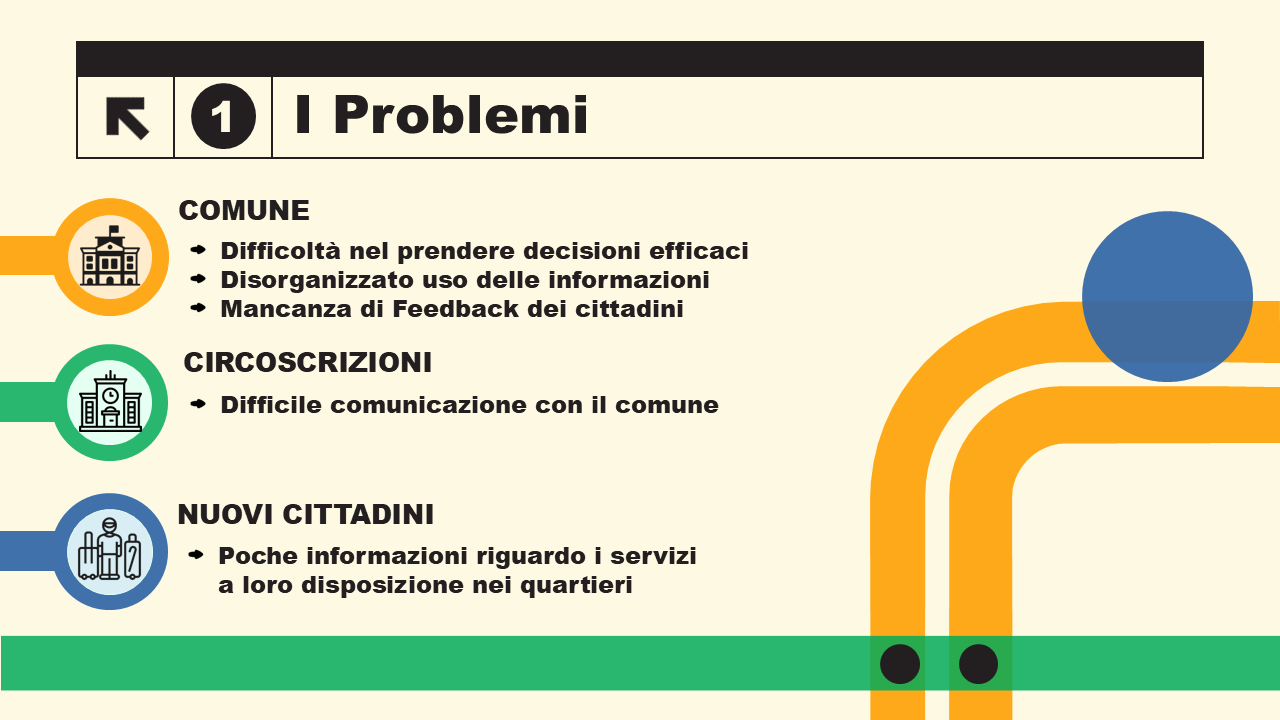 1
I Problemi
COMUNE
Difficoltà nel prendere decisioni efficaci
Disorganizzato uso delle informazioni
Mancanza di Feedback dei cittadini
CIRCOSCRIZIONI
Difficile comunicazione con il comune
NUOVI CITTADINI
Poche informazioni riguardo i servizi
a loro disposizione nei quartieri